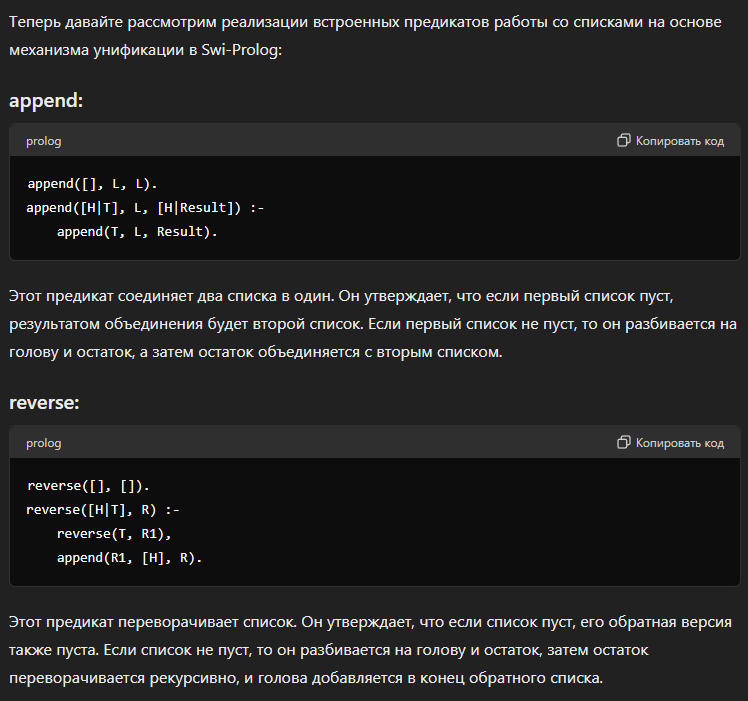 Теперь давайте рассмотрим реализации встроенных предикатов работы со списками на основе
механизма унификации в Swi-Prolog:
append:
prolog
Копировать код
append([], L, L).
append([H|T], L, [H|Result]) :-
    append(T, L, Result).
Этот предикат соединяет два списка в один. Он утверждает, что если первый список пуст,
результатом объединения будет второй список. Если первый список не пуст, то он разбивается на
голову и остаток, а затем остаток объединяется с вторым списком.
reverse:
prolog
Копировать код
reverse([], []).
reverse([H|T], R) :-
    reverse(T, R1),
    append(R1, [H], R).
Этот предикат переворачивает список. Он утверждает, что если список пуст, его обратная версия
также пуста. Если список не пуст, то он разбивается на голову и остаток, затем остаток
переворачивается рекурсивно, и голова добавляется в конец обратного списка.